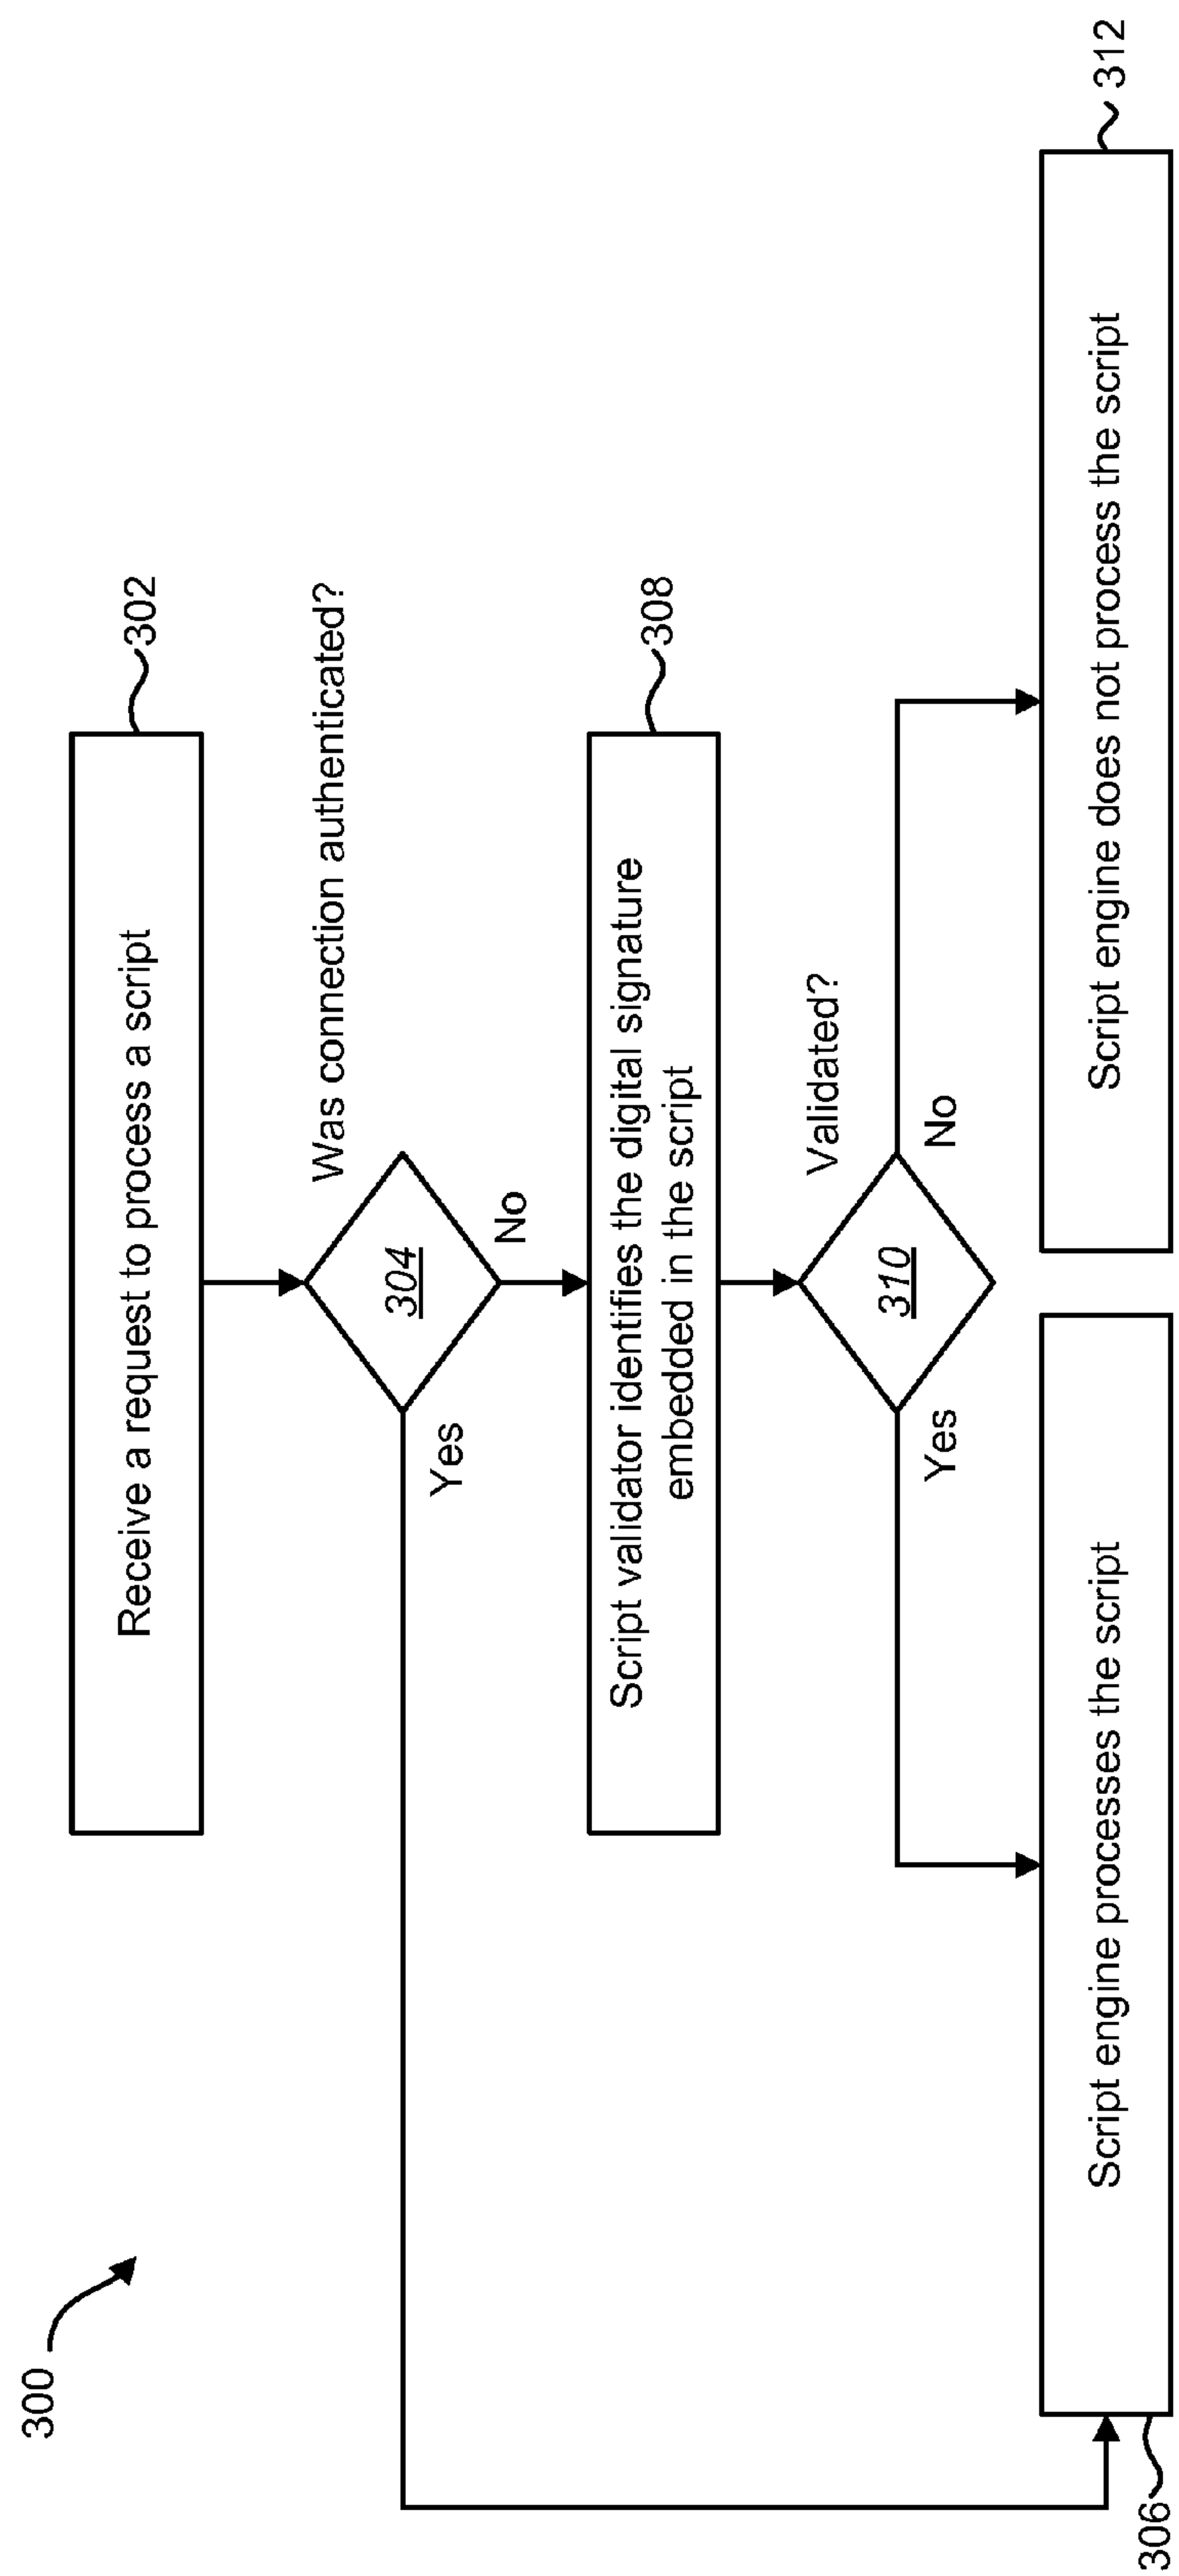 300
Receive a request to process a script
302
Was connection authenticated?
304
Yes
No
Script validator identifies the digital signature
embedded in the script
308
Validated?
310
Yes
No
Script engine processes the script
306
Script engine does not process the script
312